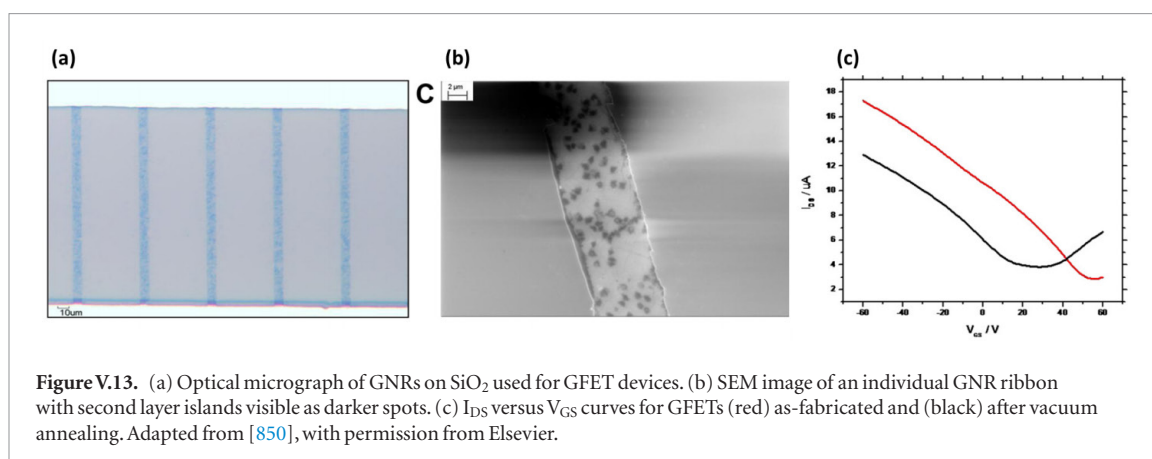 (a)
(b)
(c)
10um
C
2 µm
18
16
14
12
10
8
6
4
2
I_DS / uA
-60
-40
-20
0
20
40
60
V_GS / V
Figure V.13. (a) Optical micrograph of GNRs on SiO₂ used for GFET devices. (b) SEM image of an individual GNR ribbon
with second layer islands visible as darker spots. (c) I_DS versus V_GS curves for GFETs (red) as-fabricated and (black) after vacuum
annealing. Adapted from [850], with permission from Elsevier.